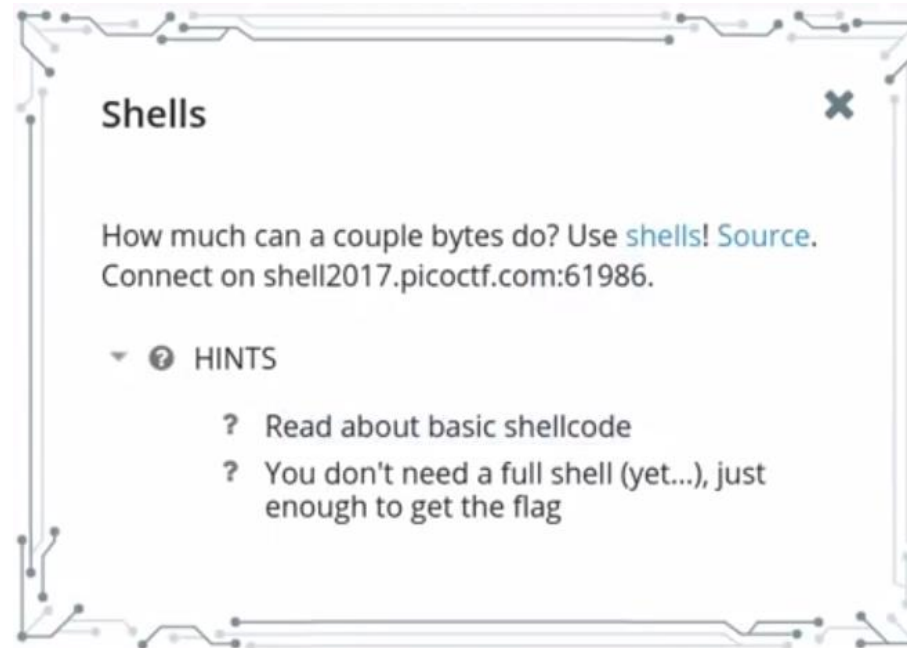 Shells
How much can a couple bytes do? Use shells! Source.
Connect on shell2017.picoctf.com:61986.
HINTS
? Read about basic shellcode
? You don't need a full shell (yet...), just
enough to get the flag